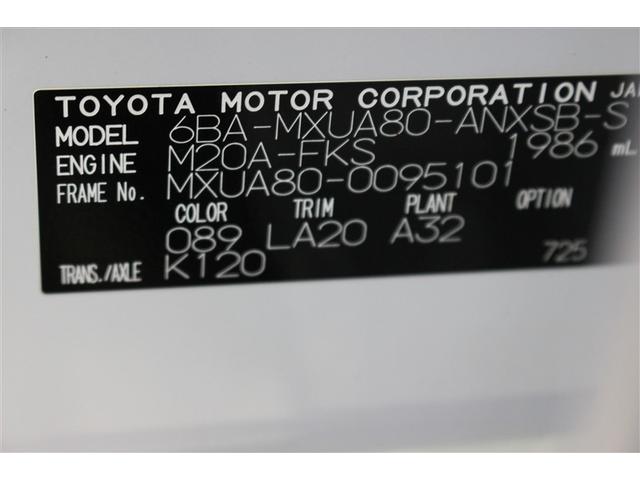 TOYOTA MOTOR CORPORATION JA
MODEL 6BA-MXUA80-ANXSB-S
ENGINE M20A-FKS 1986 mL
FRAME No. MXUA80-0095101
COLOR TRIM PLANT OPTION
089 LA20 A32
TRANS./AXLE K120 725